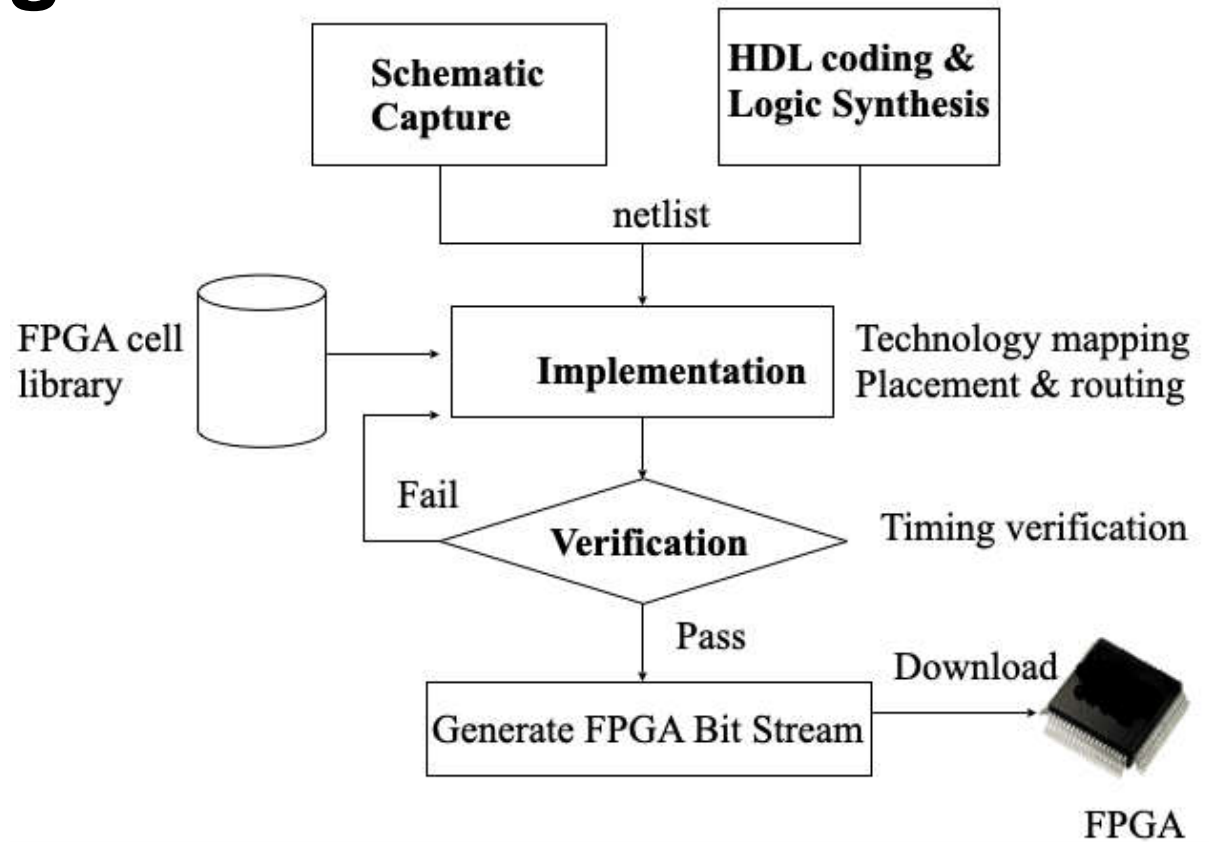 Schematic
Capture
HDL coding &
Logic Synthesis
netlist
FPGA cell
library
Implementation
Technology mapping
Placement & routing
Fail
Verification
Timing verification
Pass
Download
Generate FPGA Bit Stream
FPGA